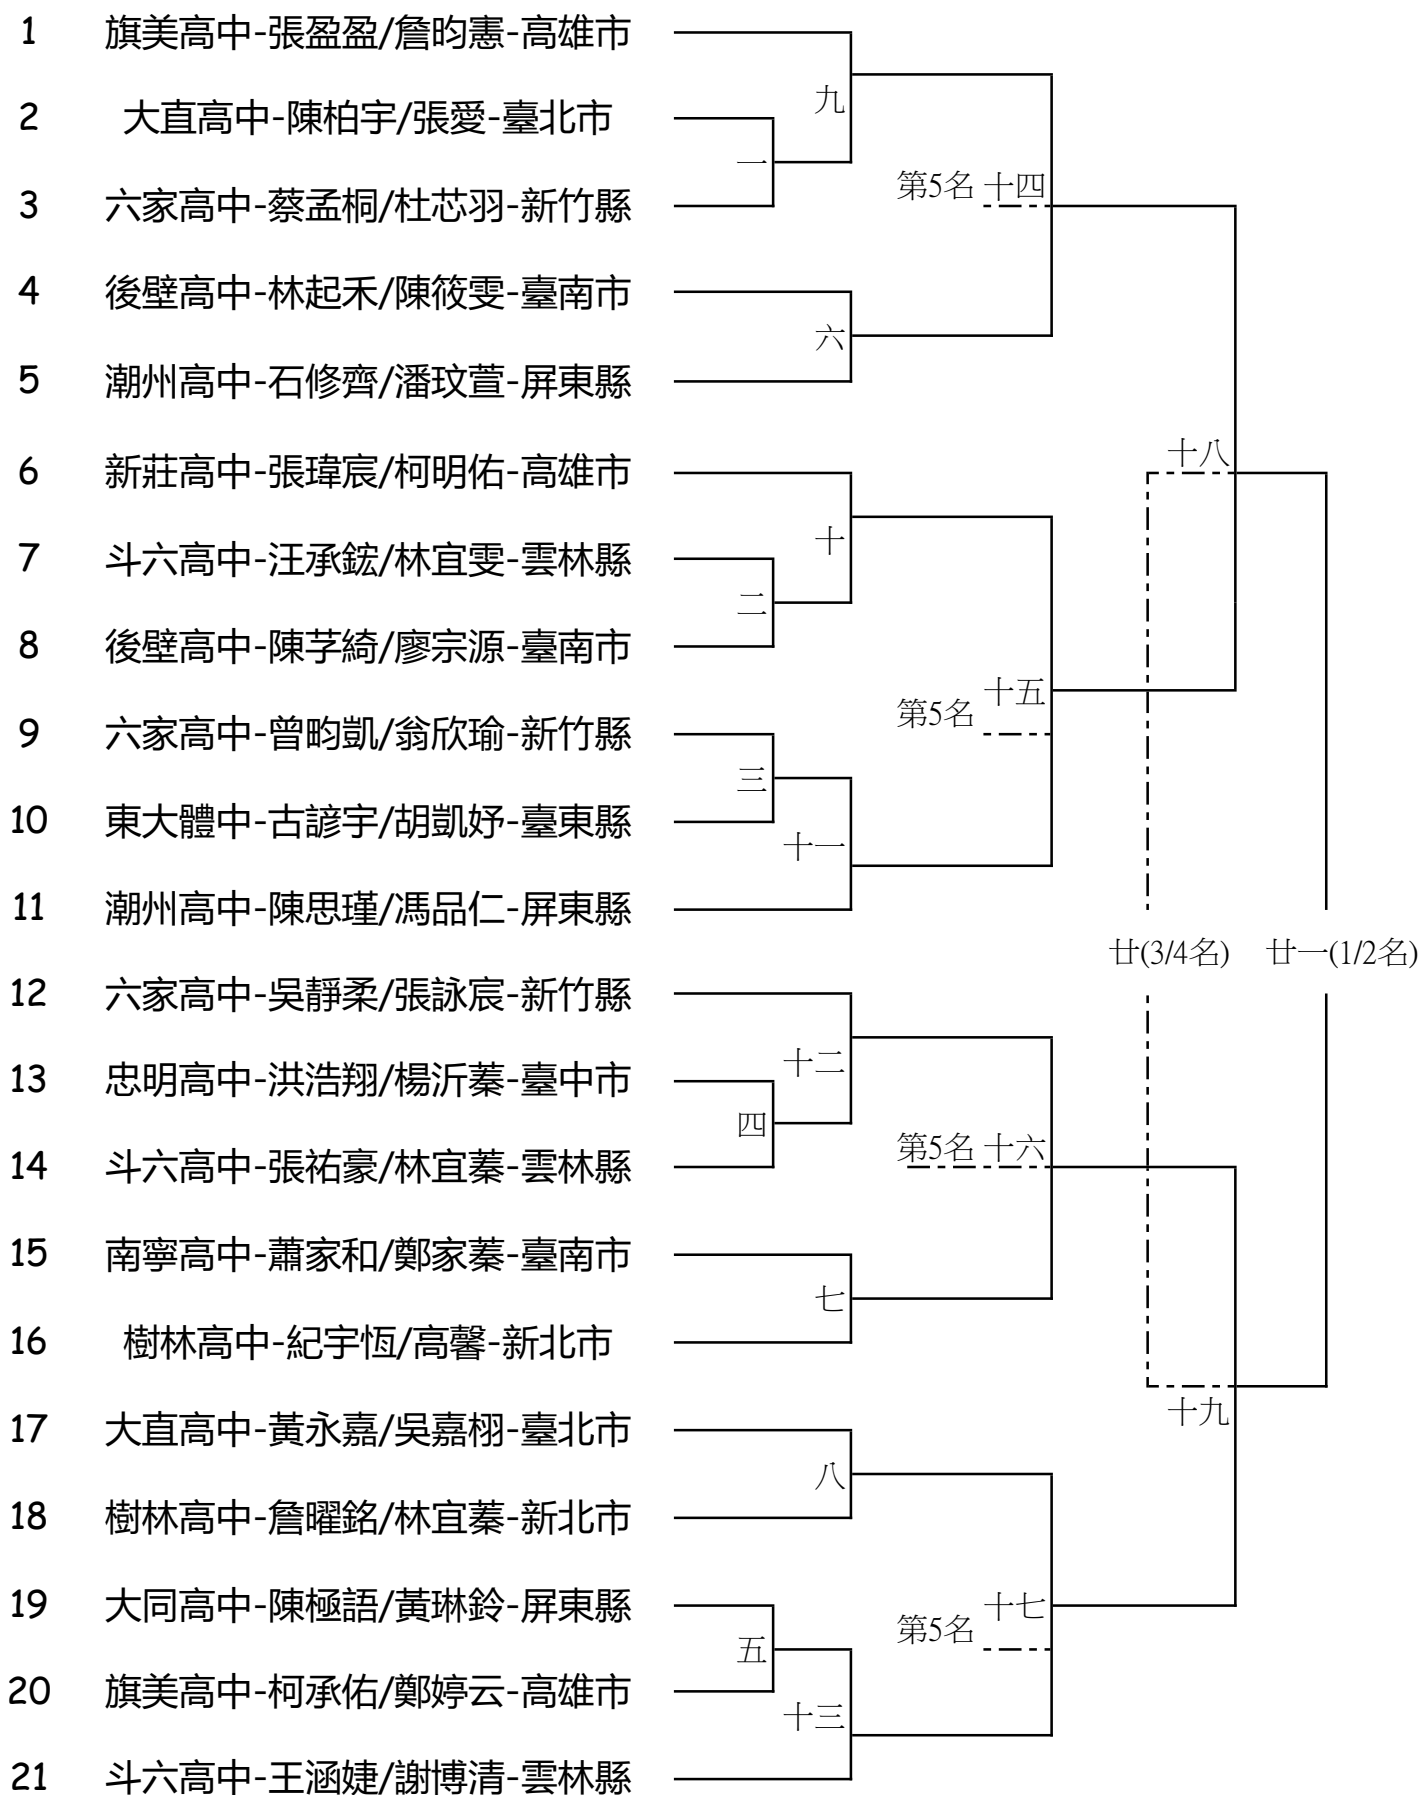 1 旗美高中-張盈盈/詹昀憲-高雄市
九
2 大直高中-陳柏宇/張愛-臺北市
一
第5名 十四
3 六家高中-蔡孟桐/杜芯羽-新竹縣
4 後壁高中-林起禾/陳筱雯-臺南市
六
5 潮州高中-石修齊/潘玟萱-屏東縣
十八
6 新莊高中-張瑋宸/柯明佑-高雄市
十
7 斗六高中-汪承鋐/林宜雯-雲林縣
二
8 後壁高中-陳芓綺/廖宗源-臺南市
十五
第5名
9 六家高中-曾畇凱/翁欣瑜-新竹縣
三
10 東大體中-古諺宇/胡凱妤-臺東縣
十一
11 潮州高中-陳思瑾/馮品仁-屏東縣
廿(3/4名) 廿一(1/2名)
12 六家高中-吳靜柔/張詠宸-新竹縣
十二
13 忠明高中-洪浩翔/楊沂蓁-臺中市
四
第5名 十六
14 斗六高中-張祐豪/林宜蓁-雲林縣
15 南寧高中-蕭家和/鄭家蓁-臺南市
七
16 樹林高中-紀宇恆/高馨-新北市
十九
17 大直高中-黃永嘉/吳嘉栩-臺北市
八
18 樹林高中-詹曜銘/林宜蓁-新北市
19 大同高中-陳極語/黃琳鈴-屏東縣
十七
第5名
五
20 旗美高中-柯承佑/鄭婷云-高雄市
十三
21 斗六高中-王涵婕/謝博清-雲林縣